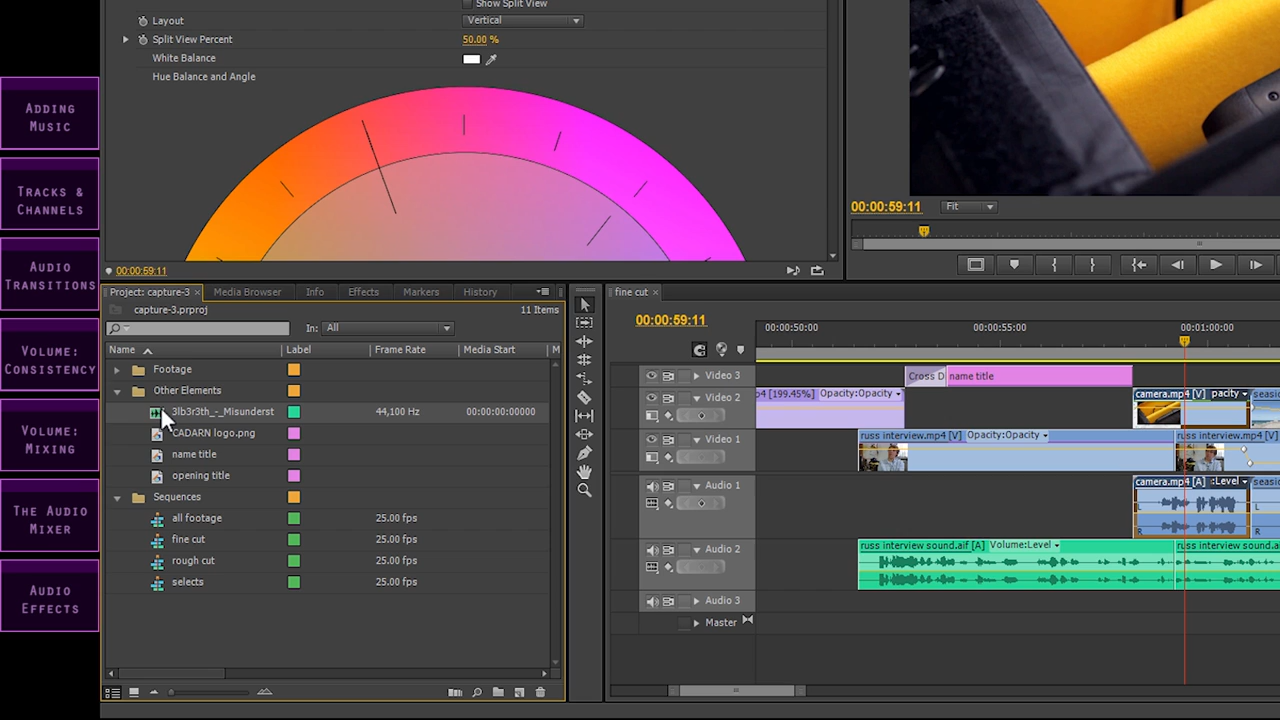 Show Split View
Layout
Vertical
Split View Percent
50.00 %
White Balance
Hue Balance and Angle
00:00:59:11
ADDING
MUSIC
TRACKS &
CHANNELS
AUDIO
TRANSITIONS
VOLUME:
CONSISTENCY
VOLUME:
MIXING
THE AUDIO
MIXER
AUDIO
EFFECTS
00:00:59:11
Fit
Project: capture-3 ×
Media Browser
Info
Effects
Markers
History
capture-3.prproj
11 Items
In: All
Name
Label
Frame Rate
Media Start
M
Footage
Other Elements
3lb3r3th_-_Misunderst
44,100 Hz
00:00:00:00000
CADARN logo.png
name title
opening title
Sequences
all footage
25.00 fps
fine cut
25.00 fps
rough cut
25.00 fps
selects
25.00 fps
fine cut ×
00:00:59:11
00:00:50:00
00:00:55:00
00:01:00:00
Video 3
Cross D
name title
Video 2
p4 [199.45%] Opacity:Opacity
camera.mp4 [V] pacity
seasid
Video 1
russ interview.mp4 [V] Opacity:Opacity
russ interview.mp4 [V]
Audio 1
camera.mp4 [A] :Level
seasid
L
R
L
R
Audio 2
russ interview sound.aif [A] Volume:Level
russ interview sound.aif [A]
Audio 3
Master